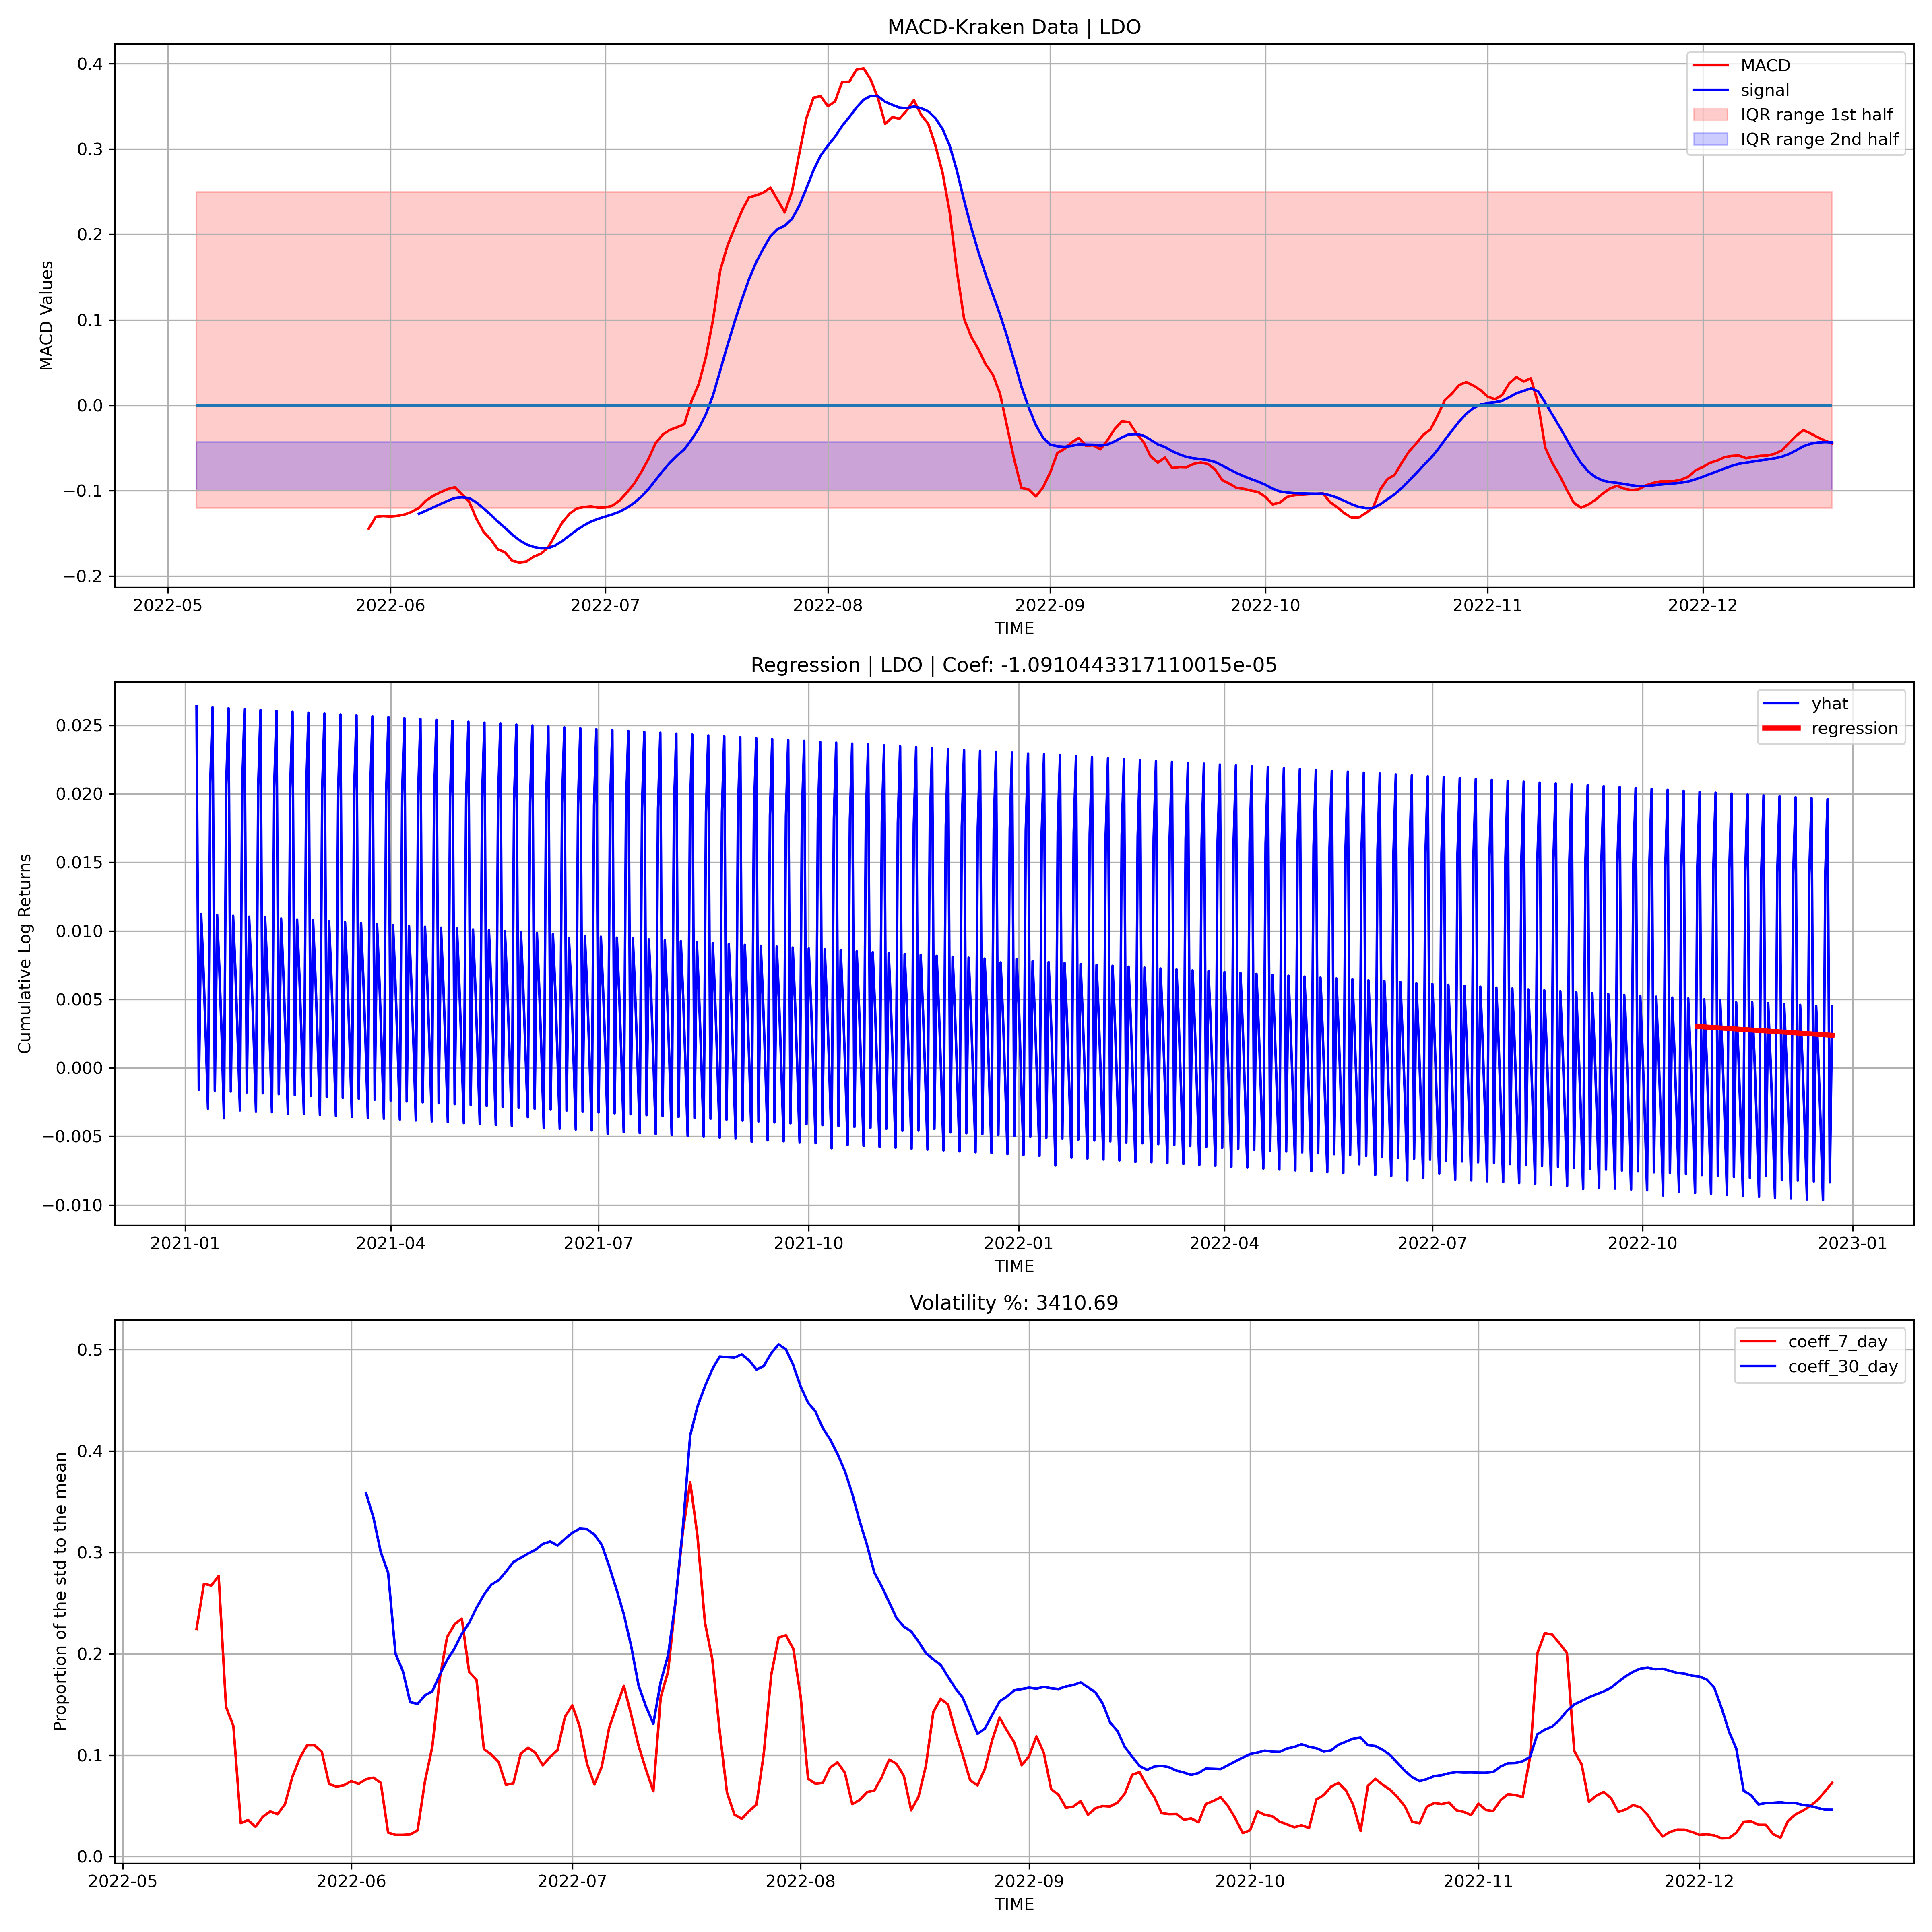 MACD-Kraken Data | LDO
MACD
signal
IQR range 1st half
IQR range 2nd half
0.4
0.3
0.2
0.1
0.0
−0.1
−0.2
MACD Values
2022-05 2022-06 2022-07 2022-08 2022-09 2022-10 2022-11 2022-12
TIME
Regression | LDO | Coef: -1.0910443317110015e-05
yhat
regression
0.025
0.020
0.015
0.010
0.005
0.000
−0.005
−0.010
Cumulative Log Returns
2021-01 2021-04 2021-07 2021-10 2022-01 2022-04 2022-07 2022-10 2023-01
TIME
Volatility %: 3410.69
coeff_7_day
coeff_30_day
0.5
0.4
0.3
0.2
0.1
0.0
Proportion of the std to the mean
2022-05 2022-06 2022-07 2022-08 2022-09 2022-10 2022-11 2022-12
TIME